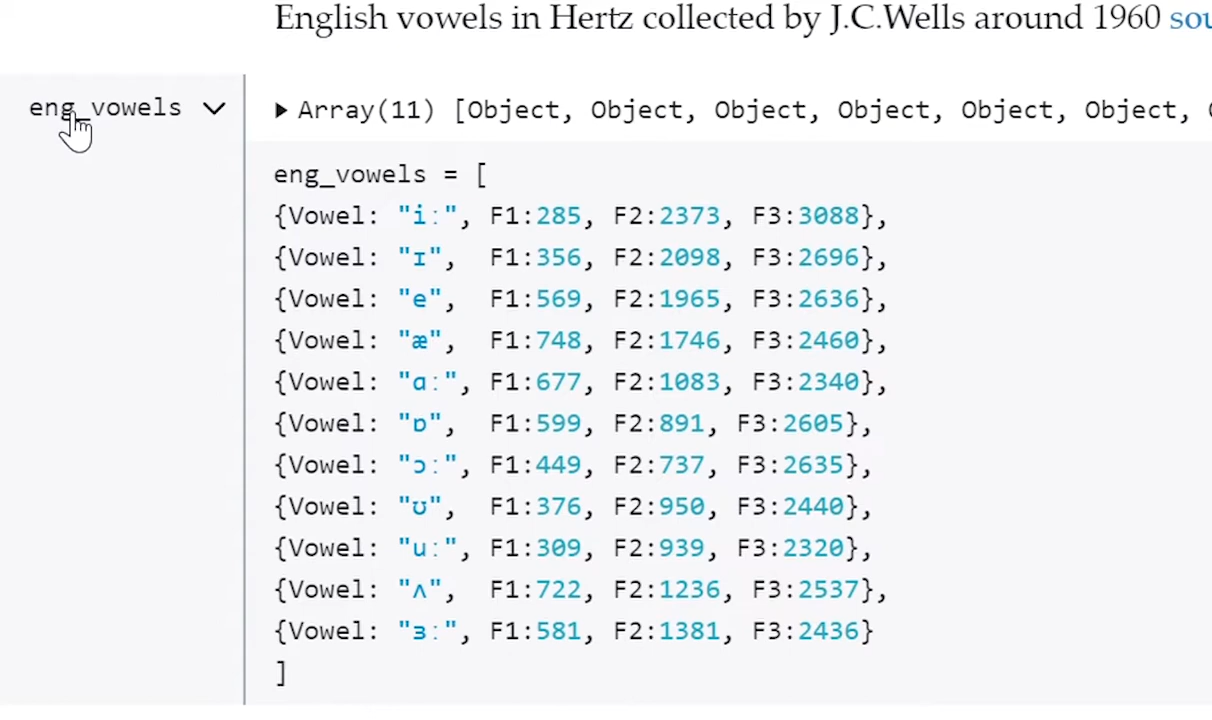 English vowels in Hertz collected by J.C.Wells around 1960
eng_vowels
Array(11) [Object, Object, Object, Object, Object, Object,
eng_vowels = [
{Vowel: "iː", F1:285, F2:2373, F3:3088},
{Vowel: "ɪ", F1:356, F2:2098, F3:2696},
{Vowel: "e", F1:569, F2:1965, F3:2636},
{Vowel: "æ", F1:748, F2:1746, F3:2460},
{Vowel: "ɑː", F1:677, F2:1083, F3:2340},
{Vowel: "ɒ", F1:599, F2:891, F3:2605},
{Vowel: "ɔː", F1:449, F2:737, F3:2635},
{Vowel: "ʊ", F1:376, F2:950, F3:2440},
{Vowel: "uː", F1:309, F2:939, F3:2320},
{Vowel: "ʌ", F1:722, F2:1236, F3:2537},
{Vowel: "ɜː", F1:581, F2:1381, F3:2436}
]